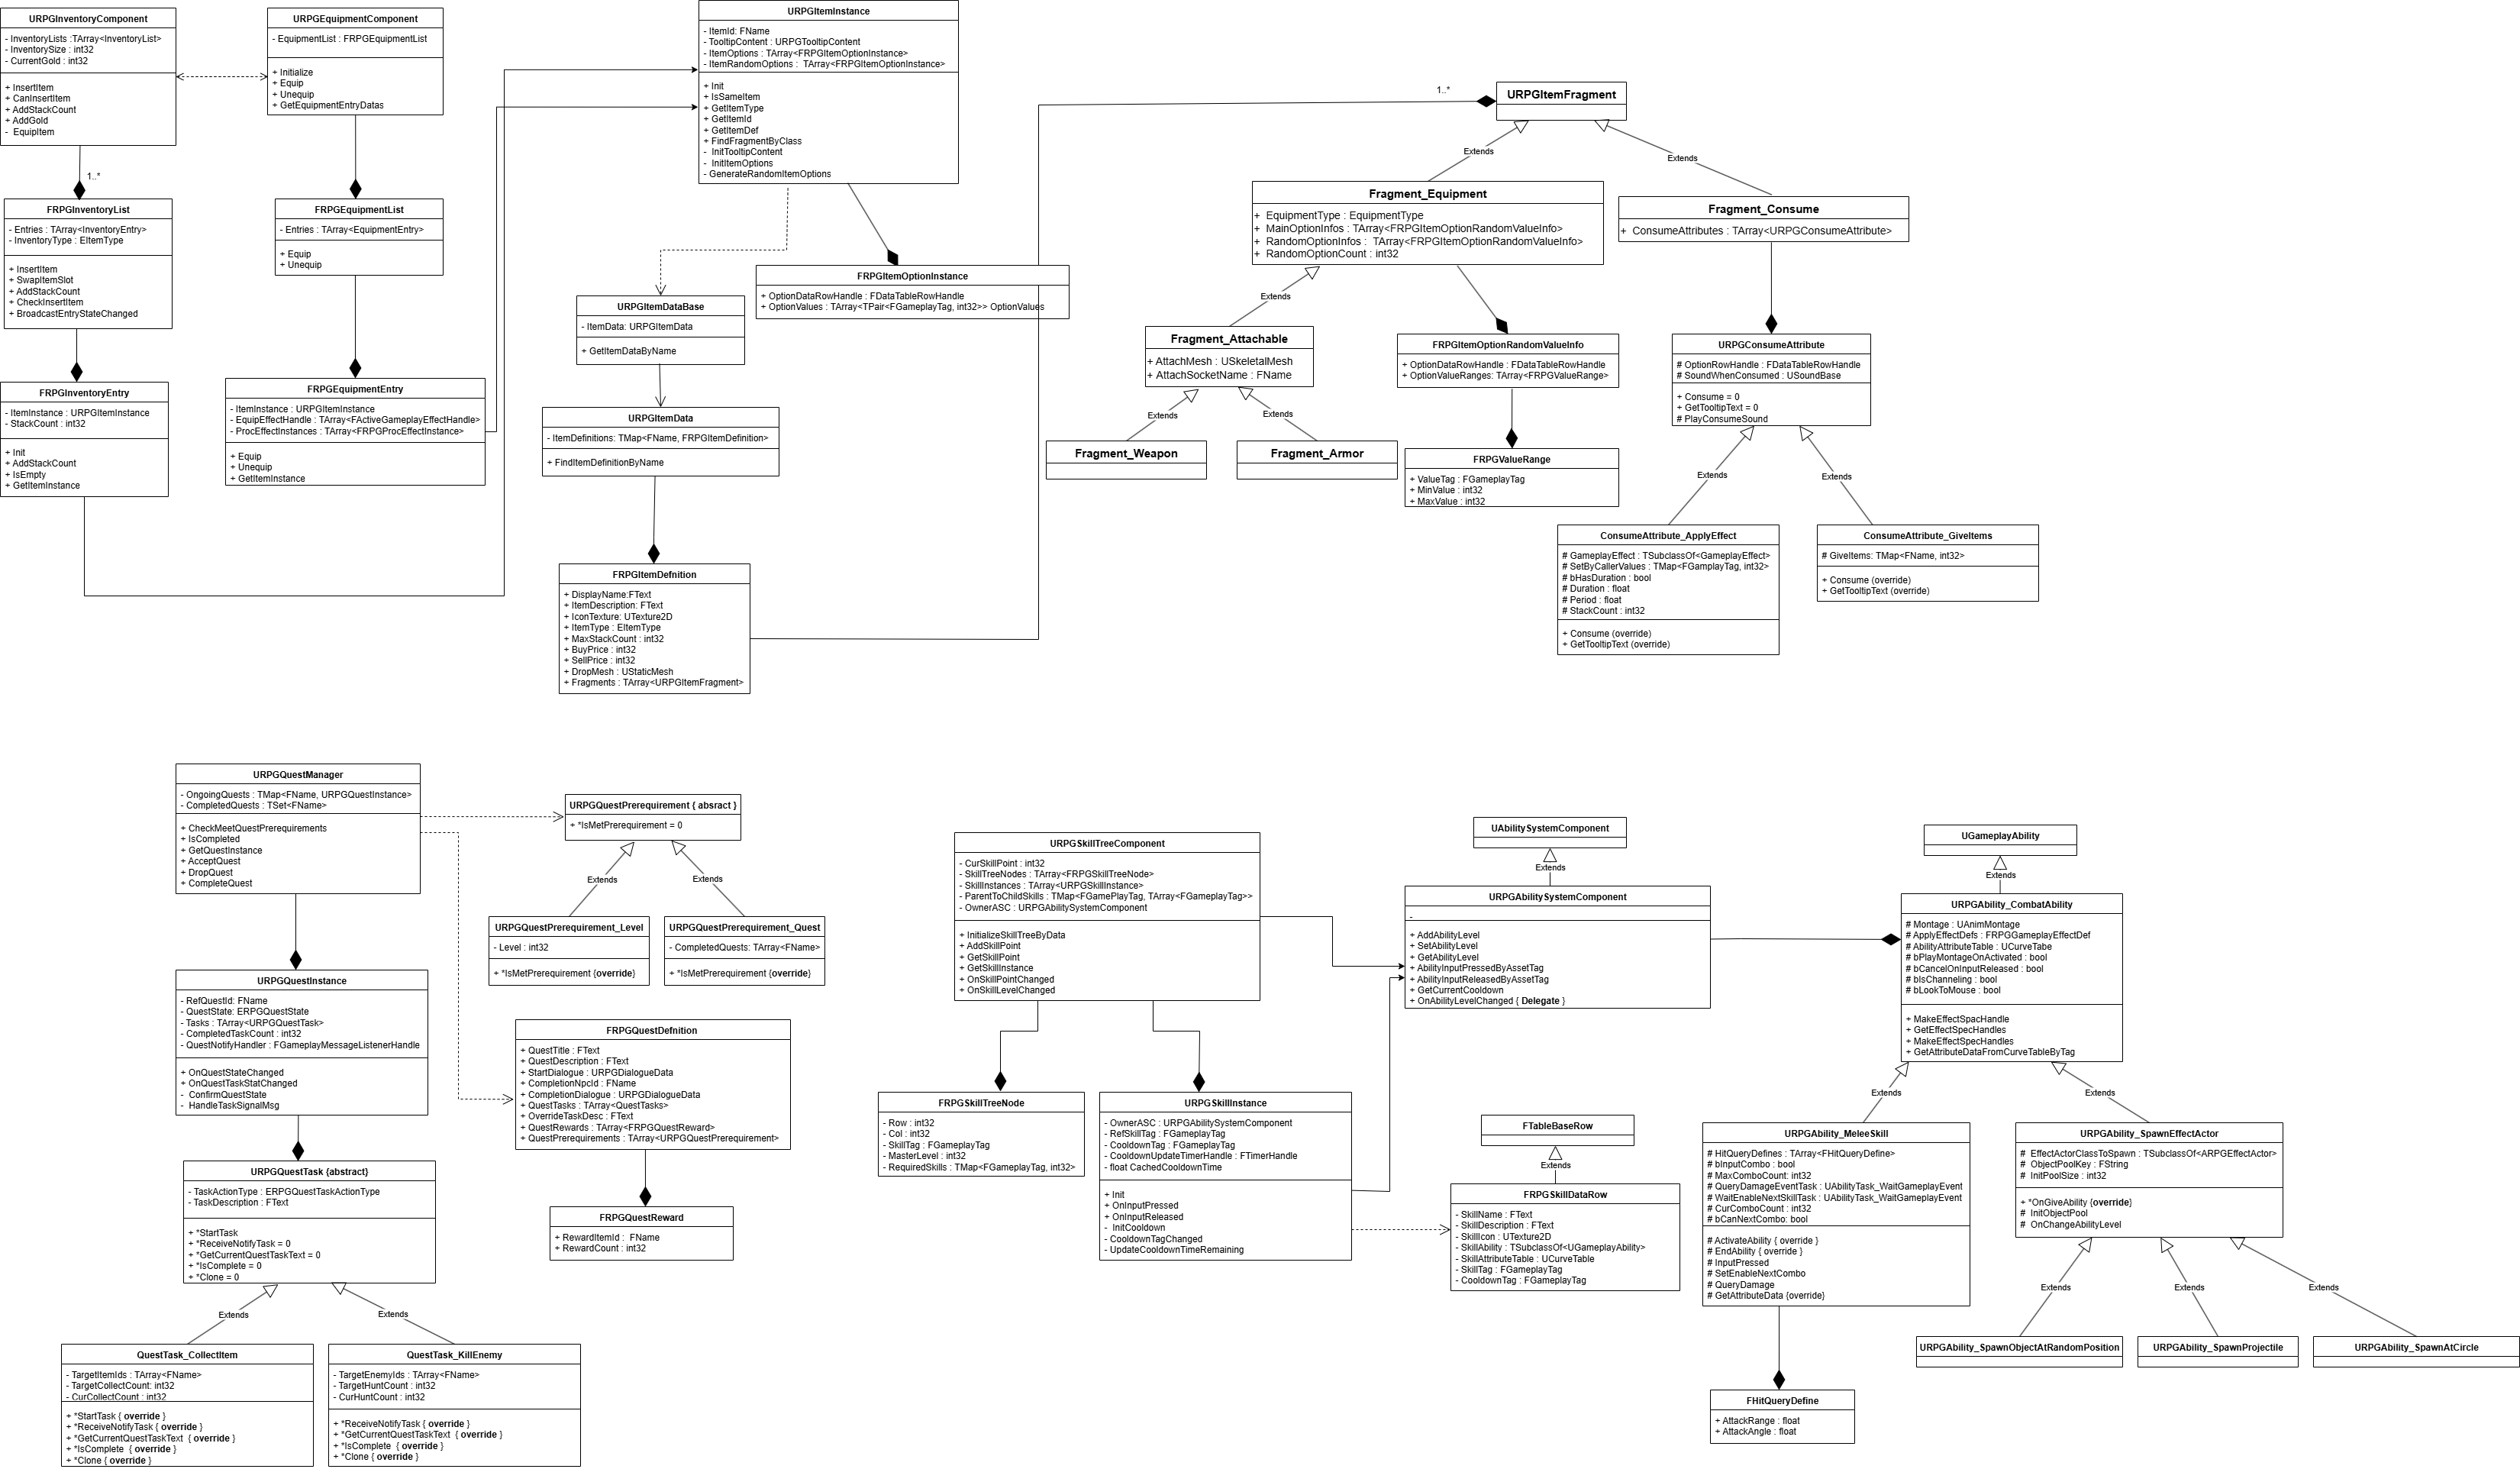 URPGInventoryComponent
- InventoryLists :TArray<InventoryList>
- InventorySize : int32
- CurrentGold : int32
+ InsertItem
+ CanInsertItem
+ AddStackCount
+ AddGold
- EquipItem
1..*
FRPGInventoryList
- Entries : TArray<InventoryEntry>
- InventoryType : EItemType
+ InsertItem
+ SwapItemSlot
+ AddStackCount
+ CheckInsertItem
+ BroadcastEntryStateChanged
FRPGInventoryEntry
- ItemInstance : URPGItemInstance
- StackCount : int32
+ Init
+ AddStackCount
+ IsEmpty
+ GetItemInstance
URPGEquipmentComponent
- EquipmentList : FRPGEquipmentList
+ Initialize
+ Equip
+ Unequip
+ GetEquipmentEntryDatas
FRPGEquipmentList
- Entries : TArray<EquipmentEntry>
+ Equip
+ Unequip
FRPGEquipmentEntry
- ItemInstance : URPGItemInstance
- EquipEffectHandle : TArray<FActiveGameplayEffectHandle>
- ProcEffectInstances : TArray<FRPGProcEffectInstance>
+ Equip
+ Unequip
+ GetItemInstance
URPGItemInstance
- ItemId: FName
- TooltipContent : URPGTooltipContent
- ItemOptions : TArray<FRPGItemOptionInstance>
- ItemRandomOptions : TArray<FRPGItemOptionInstance>
+ Init
+ IsSameItem
+ GetItemType
+ GetItemId
+ GetItemDef
+ FindFragmentByClass
- InitTooltipContent
- InitItemOptions
- GenerateRandomItemOptions
FRPGItemOptionInstance
+ OptionDataRowHandle : FDataTableRowHandle
+ OptionValues : TArray<TPair<FGameplayTag, int32>> OptionValues
URPGItemDataBase
- ItemData: URPGItemData
+ GetItemDataByName
URPGItemData
- ItemDefinitions: TMap<FName, FRPGItemDefinition>
+ FindItemDefinitionByName
FRPGItemDefnition
+ DisplayName:FText
+ ItemDescription: FText
+ IconTexture: UTexture2D
+ ItemType : EItemType
+ MaxStackCount : int32
+ BuyPrice : int32
+ SellPrice : int32
+ DropMesh : UStaticMesh
+ Fragments : TArray<URPGItemFragment>
1..*
URPGItemFragment
Extends
Extends
Fragment_Equipment
+ EquipmentType : EquipmentType
+ MainOptionInfos : TArray<FRPGItemOptionRandomValueInfo>
+ RandomOptionInfos : TArray<FRPGItemOptionRandomValueInfo>
+ RandomOptionCount : int32
Fragment_Consume
+ ConsumeAttributes : TArray<URPGConsumeAttribute>
Extends
Fragment_Attachable
+ AttachMesh : USkeletalMesh
+ AttachSocketName : FName
Extends
Extends
Fragment_Weapon
Fragment_Armor
FRPGItemOptionRandomValueInfo
+ OptionDataRowHandle : FDataTableRowHandle
+ OptionValueRanges: TArray<FRPGValueRange>
FRPGValueRange
+ ValueTag : FGameplayTag
+ MinValue : int32
+ MaxValue : int32
URPGConsumeAttribute
# OptionRowHandle : FDataTableRowHandle
# SoundWhenConsumed : USoundBase
+ Consume = 0
+ GetTooltipText = 0
# PlayConsumeSound
Extends
Extends
ConsumeAttribute_ApplyEffect
# GameplayEffect : TSubclassOf<GameplayEffect>
# SetByCallerValues : TMap<FGamplayTag, int32>
# bHasDuration : bool
# Duration : float
# Period : float
# StackCount : int32
+ Consume (override)
+ GetTooltipText (override)
ConsumeAttribute_GiveItems
# GiveItems: TMap<FName, int32>
+ Consume (override)
+ GetTooltipText (override)
URPGQuestManager
- OngoingQuests : TMap<FName, URPGQuestInstance>
- CompletedQuests : TSet<FName>
+ CheckMeetQuestPrerequirements
+ IsCompleted
+ GetQuestInstance
+ AcceptQuest
+ DropQuest
+ CompleteQuest
URPGQuestInstance
- RefQuestId: FName
- QuestState: ERPGQuestState
- Tasks : TArray<URPGQuestTask>
- CompletedTaskCount : int32
- QuestNotifyHandler : FGameplayMessageListenerHandle
+ OnQuestStateChanged
+ OnQuestTaskStatChanged
- ConfirmQuestState
- HandleTaskSignalMsg
URPGQuestTask {abstract}
- TaskActionType : ERPGQuestTaskActionType
- TaskDescription : FText
+ *StartTask
+ *ReceiveNotifyTask = 0
+ *GetCurrentQuestTaskText = 0
+ *IsComplete = 0
+ *Clone = 0
Extends
Extends
QuestTask_CollectItem
- TargetItemIds : TArray<FName>
- TargetCollectCount: int32
- CurCollectCount : int32
+ *StartTask { override }
+ *ReceiveNotifyTask { override }
+ *GetCurrentQuestTaskText { override }
+ *IsComplete { override }
+ *Clone { override }
QuestTask_KillEnemy
- TargetEnemyIds : TArray<FName>
- TargetHuntCount : int32
- CurHuntCount : int32
+ *ReceiveNotifyTask { override }
+ *GetCurrentQuestTaskText { override }
+ *IsComplete { override }
+ *Clone { override }
URPGQuestPrerequirement { absract }
+ *IsMetPrerequirement = 0
Extends
Extends
URPGQuestPrerequirement_Level
- Level : int32
+ *IsMetPrerequirement {override}
URPGQuestPrerequirement_Quest
- CompletedQuests: TArray<FName>
+ *IsMetPrerequirement {override}
FRPGQuestDefnition
+ QuestTitle : FText
+ QuestDescription : FText
+ StartDialogue : URPGDialogueData
+ CompletionNpcId : FName
+ CompletionDialogue : URPGDialogueData
+ QuestTasks : TArray<QuestTasks>
+ OverrideTaskDesc : FText
+ QuestRewards : TArray<FRPGQuestReward>
+ QuestPrerequirements : TArray<URPGQuestPrerequirement>
FRPGQuestReward
+ RewardItemId : FName
+ RewardCount : int32
URPGSkillTreeComponent
- CurSkillPoint : int32
- SkillTreeNodes : TArray<FRPGSkillTreeNode>
- SkillInstances : TArray<URPGSkillInstance>
- ParentToChildSkills : TMap<FGamePlayTag, TArray<FGameplayTag>>
- OwnerASC : URPGAbilitySystemComponent
+ InitializeSkillTreeByData
+ AddSkillPoint
+ GetSkillPoint
+ GetSkillInstance
+ OnSkillPointChanged
+ OnSkillLevelChanged
FRPGSkillTreeNode
- Row : int32
- Col : int32
- SkillTag : FGameplayTag
- MasterLevel : int32
- RequiredSkills : TMap<FGameplayTag, int32>
URPGSkillInstance
- OwnerASC : URPGAbilitySystemComponent
- RefSkillTag : FGameplayTag
- CooldownTag : FGameplayTag
- CooldownUpdateTimerHandle : FTimerHandle
- float CachedCooldownTime
+ Init
+ OnInputPressed
+ OnInputReleased
- InitCooldown
- CooldownTagChanged
- UpdateCooldownTimeRemaining
UAbilitySystemComponent
Extends
URPGAbilitySystemComponent
-
+ AddAbilityLevel
+ SetAbilityLevel
+ GetAbilityLevel
+ AbilityInputPressedByAssetTag
+ AbilityInputReleasedByAssetTag
+ GetCurrentCooldown
+ OnAbilityLevelChanged { Delegate }
FTableBaseRow
Extends
FRPGSkillDataRow
- SkillName : FText
- SkillDescription : FText
- SkillIcon : UTexture2D
- SkillAbility : TSubclassOf<UGameplayAbility>
- SkillAttributeTable : UCurveTable
- SkillTag : FGameplayTag
- CooldownTag : FGameplayTag
UGameplayAbility
Extends
URPGAbility_CombatAbility
# Montage : UAnimMontage
# ApplyEffectDefs : FRPGGameplayEffectDef
# AbilityAttributeTable : UCurveTabe
# bPlayMontageOnActivated : bool
# bCancelOnInputReleased : bool
# bIsChanneling : bool
# bLookToMouse : bool
+ MakeEffectSpacHandle
+ GetEffectSpecHandles
+ MakeEffectSpecHandles
+ GetAttributeDataFromCurveTableByTag
Extends
Extends
URPGAbility_MeleeSkill
# HitQueryDefines : TArray<FHitQueryDefine>
# bInputCombo : bool
# MaxComboCount: int32
# QueryDamageEventTask : UAbilityTask_WaitGameplayEvent
# WaitEnableNextSkillTask : UAbilityTask_WaitGameplayEvent
# CurComboCount : int32
# bCanNextCombo: bool
# ActivateAbility { override }
# EndAbility { override }
# InputPressed
# SetEnableNextCombo
# QueryDamage
# GetAttributeData {override}
FHitQueryDefine
+ AttackRange : float
+ AttackAngle : float
URPGAbility_SpawnEffectActor
# EffectActorClassToSpawn : TSubclassOf<ARPGEffectActor>
# ObjectPoolKey : FString
# InitPoolSize : int32
+ *OnGiveAbility {override}
# InitObjectPool
# OnChangeAbilityLevel
Extends
Extends
Extends
URPGAbility_SpawnObjectAtRandomPosition
URPGAbility_SpawnProjectile
URPGAbility_SpawnAtCircle